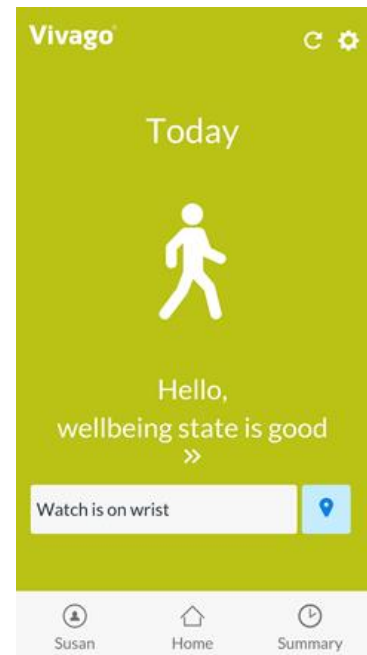 Vivago
Today
Hello,
wellbeing state is good
»
Watch is on wrist
Susan Home Summary